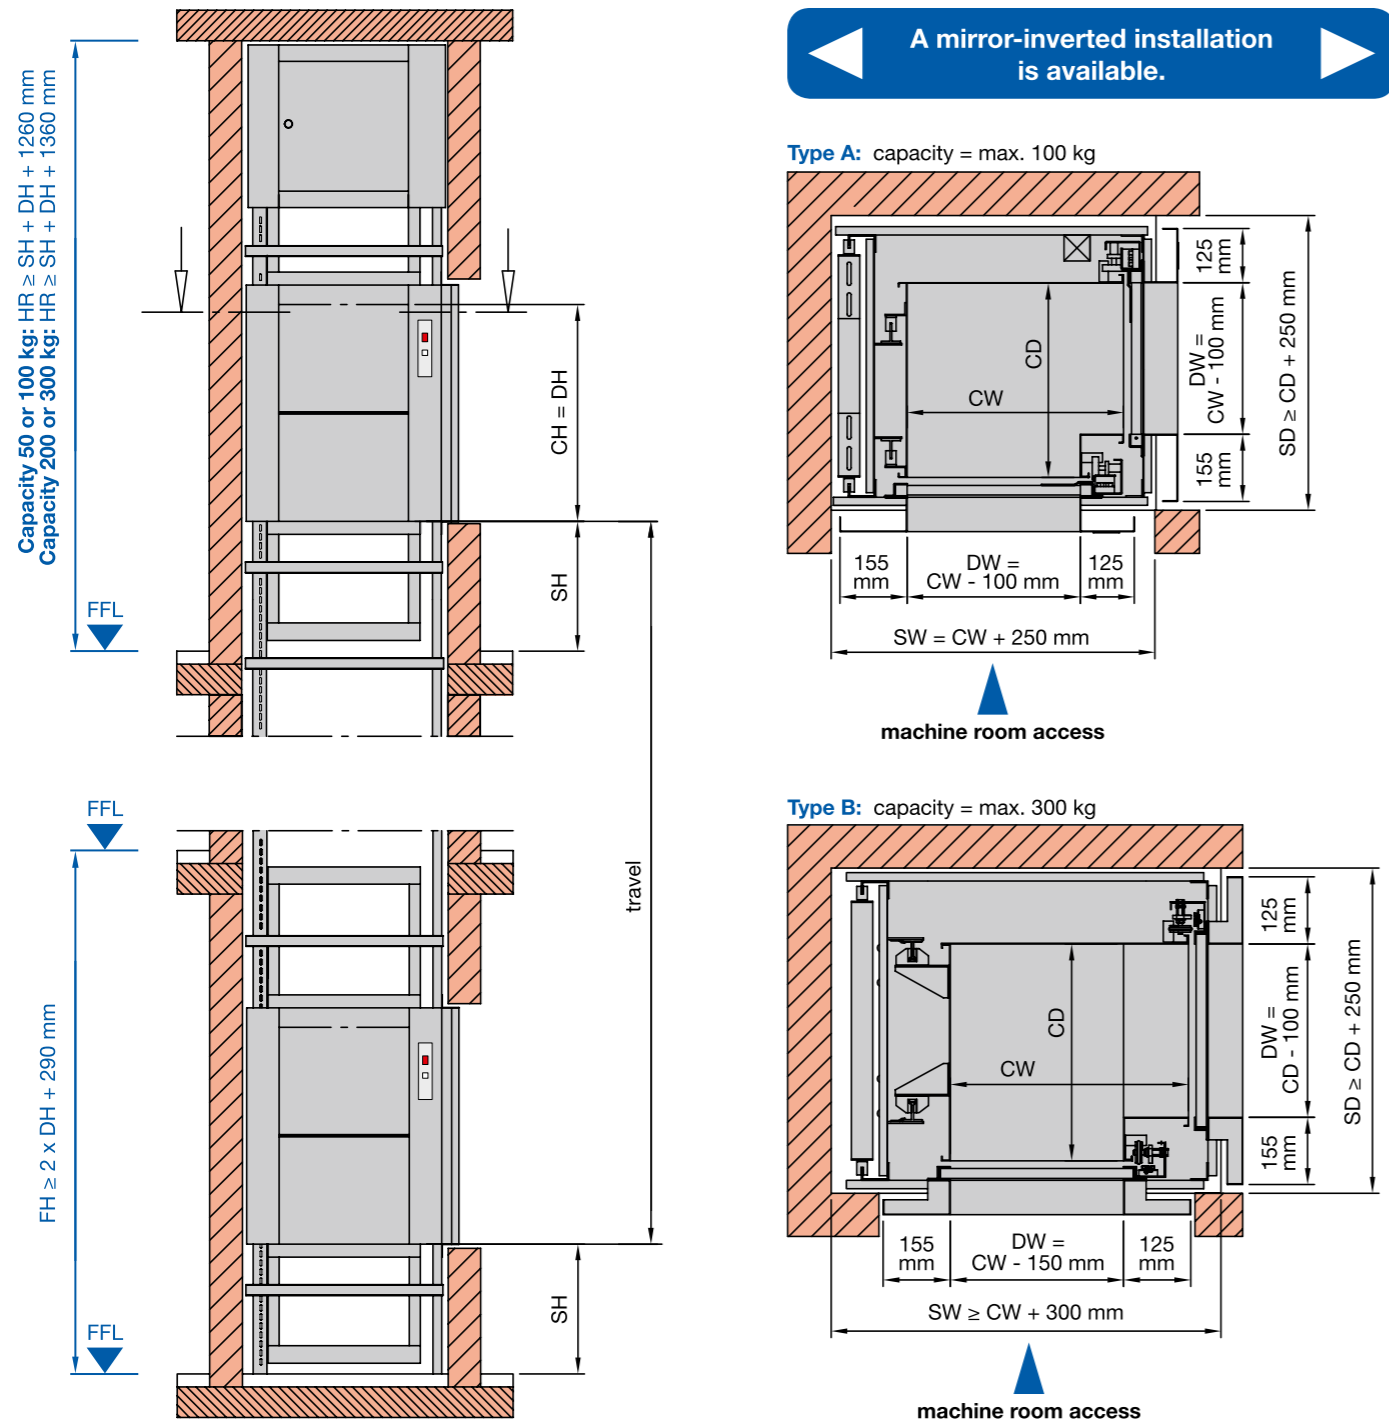 Capacity 50 or 100 kg: HR ≥ SH + DH + 1260 mm
Capacity 200 or 300 kg: HR ≥ SH + DH + 1360 mm
FFL
CH = DH
SH
travel
FFL
FH ≥ 2 x DH + 290 mm
SH
FFL
A mirror-inverted installation
is available.
Type A: capacity = max. 100 kg
CD
CW
125
mm
DW =
CW - 100 mm
155
mm
SD ≥ CD + 250 mm
155
mm
DW =
CW - 100 mm
125
mm
SW = CW + 250 mm
machine room access
Type B: capacity = max. 300 kg
CD
CW
125
mm
DW =
CD - 100 mm
155
mm
SD ≥ CD + 250 mm
155
mm
DW =
CW - 150 mm
125
mm
SW ≥ CW + 300 mm
machine room access